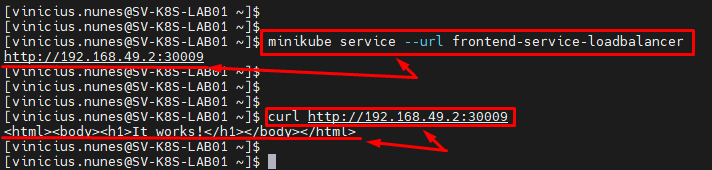 [vinicius.nunes@SV-K8S-LAB01 ~]$
[vinicius.nunes@SV-K8S-LAB01 ~]$
[vinicius.nunes@SV-K8S-LAB01 ~]$ minikube service --url frontend-service-loadbalancer
http://192.168.49.2:30009
[vinicius.nunes@SV-K8S-LAB01 ~]$
[vinicius.nunes@SV-K8S-LAB01 ~]$
[vinicius.nunes@SV-K8S-LAB01 ~]$
[vinicius.nunes@SV-K8S-LAB01 ~]$ curl http://192.168.49.2:30009
<html><body><h1>It works!</h1></body></html>
[vinicius.nunes@SV-K8S-LAB01 ~]$
[vinicius.nunes@SV-K8S-LAB01 ~]$